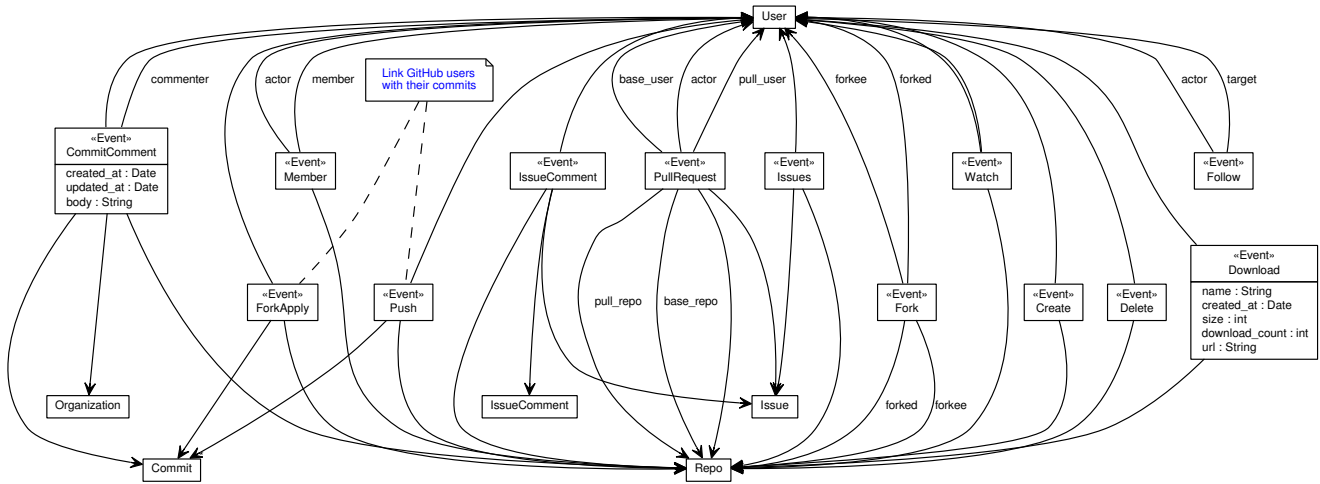 User
commenter
actor
member
Link GitHub users
with their commits
base_user
actor
pull_user
forkee
forked
actor
target
«Event»
CommitComment
created_at : Date
updated_at : Date
body : String
«Event»
Member
«Event»
IssueComment
«Event»
PullRequest
«Event»
Issues
«Event»
Watch
«Event»
Follow
«Event»
ForkApply
«Event»
Push
pull_repo
base_repo
«Event»
Fork
«Event»
Create
«Event»
Delete
«Event»
Download
name : String
created_at : Date
size : int
download_count : int
url : String
Organization
IssueComment
Issue
forked
forkee
Commit
Repo